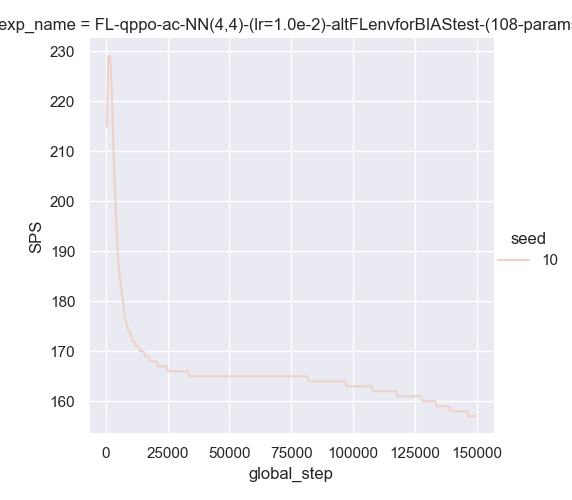 exp_name = FL-qppo-ac-NN(4,4)-(lr=1.0e-2)-altFLenvforBIAStest-(108-params
230
220
210
200
190
180
170
160
SPS
0 25000 50000 75000 100000 125000 150000
global_step
seed
10